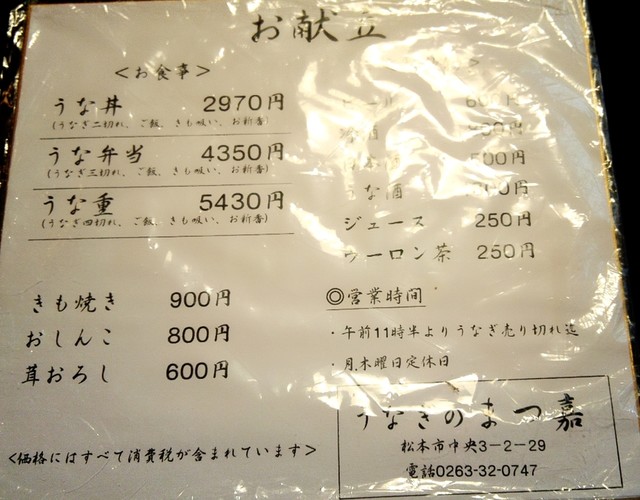 お献立
<お食事>
うな丼 2970円
(うなぎ二切れ、ご飯、きも吸い、お新香)
うな弁当 4350円
(うなぎ三切れ、ご飯、きも吸い、お新香)
うな重 5430円
(うなぎ四切れ、ご飯、きも吸い、お新香)
きも焼き 900円
おしんこ 800円
茸おろし 600円
<価格にはすべて消費税が含まれています>
ビール
500円
うな酒
ジュース 250円
ウーロン茶 250円
◎営業時間
・午前11時半よりうなぎ売り切れ迄
・月.木曜日定休日
うなぎのまつ嘉
松本市中央3-2-29
電話0263-32-0747